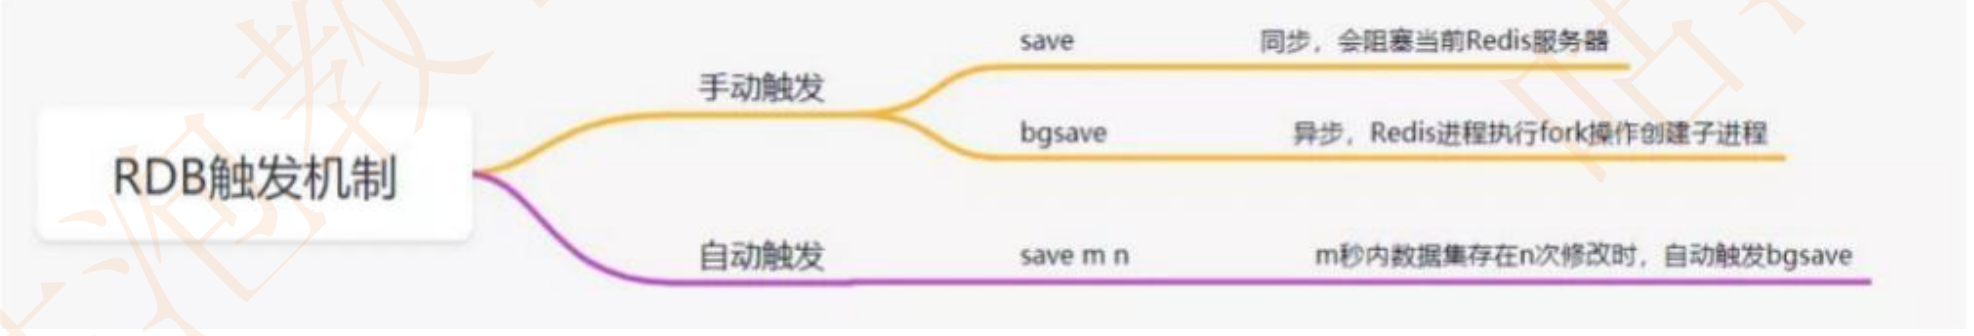 RDB触发机制
手动触发
save 同步，会阻塞当前Redis服务器
bgsave 异步，Redis进程执行fork操作创建子进程
自动触发
save m n m秒内数据集存在n次修改时，自动触发bgsave